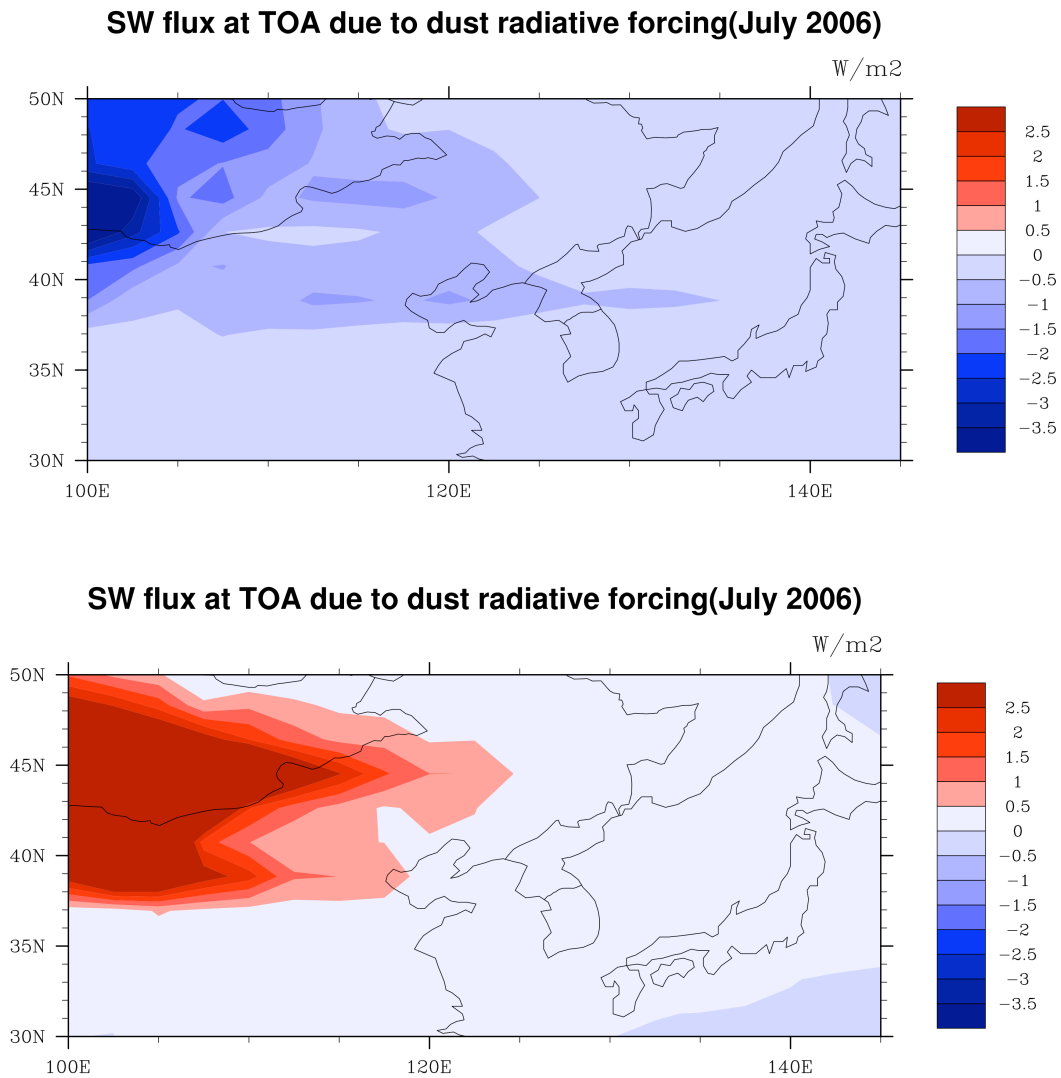 SW flux at TOA due to dust radiative forcing(July 2006)
W/m2
50N
45N
40N
35N
30N
100E 120E 140E
2.5
2
1.5
1
0.5
0
−0.5
−1
−1.5
−2
−2.5
−3
−3.5
SW flux at TOA due to dust radiative forcing(July 2006)
W/m2
50N
45N
40N
35N
30N
100E 120E 140E
2.5
2
1.5
1
0.5
0
−0.5
−1
−1.5
−2
−2.5
−3
−3.5